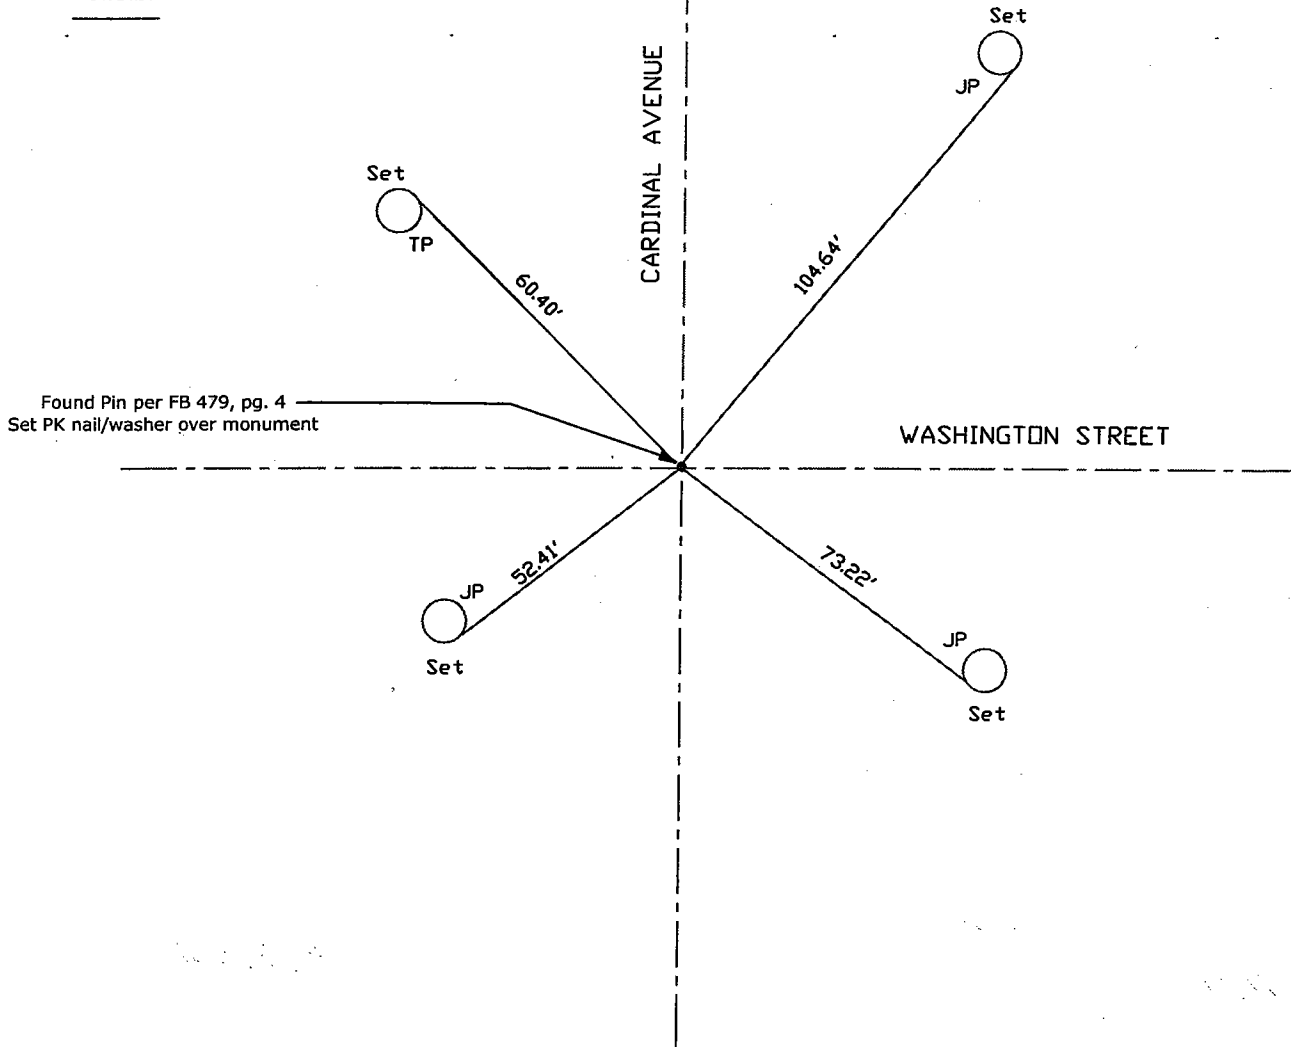 Set
JP
CARDINAL AVENUE
Set
TP
60.40'
104.64'
Found Pin per FB 479, pg. 4
Set PK nail/washer over monument
WASHINGTON STREET
52.41'
73.22'
JP
Set
JP
Set